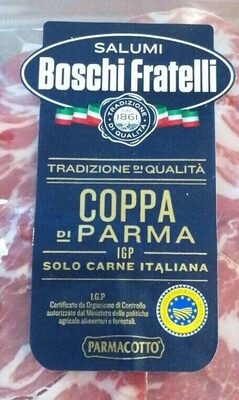 SALUMI
Boschi Fratelli
TRADIZIONE
1861
DI QUALITÀ
TRADIZIONE DI QUALITÀ
COPPA
DI PARMA
IGP
SOLO CARNE ITALIANA
I.G.P
Certificato da Organismo di Controllo
autorizzato dal Ministero delle politiche
agricole alimentari e forestali.
PARMACOTTO